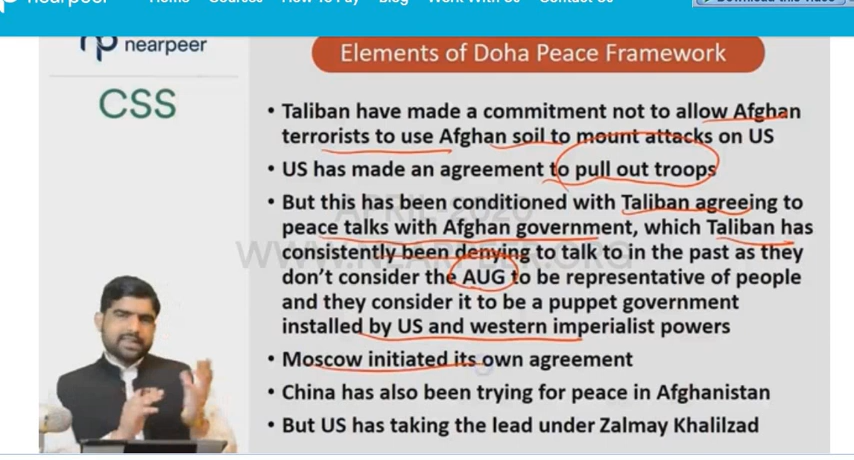 nearpeer Home Courses How To Pay Blog Work With Us Contact Us Download this video
nearpeer
Elements of Doha Peace Framework
CSS
• Taliban have made a commitment not to allow Afghan
terrorists to use Afghan soil to mount attacks on US
• US has made an agreement to pull out troops
• But this has been conditioned with Taliban agreeing to
peace talks with Afghan government, which Taliban has
consistently been denying to talk to in the past as they
don't consider the AUG to be representative of people
and they consider it to be a puppet government
installed by US and western imperialist powers
• Moscow initiated its own agreement
• China has also been trying for peace in Afghanistan
• But US has taking the lead under Zalmay Khalilzad
APRIL-2020
WWW.NEARPEER.ORG